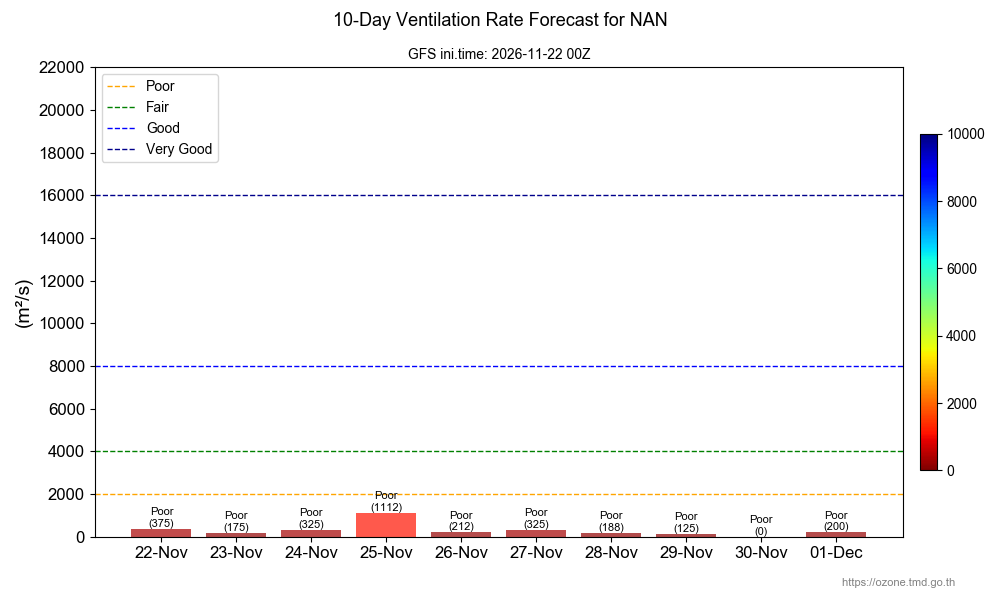 10-Day Ventilation Rate Forecast for NAN
GFS ini.time: 2026-11-22 00Z
22000
20000
18000
16000
14000
12000
10000
8000
6000
4000
2000
0
(m²/s)
Poor
Fair
Good
Very Good
Poor
(375)
Poor
(175)
Poor
(325)
Poor
(1112)
Poor
(212)
Poor
(325)
Poor
(188)
Poor
(125)
Poor
(0)
Poor
(200)
22-Nov 23-Nov 24-Nov 25-Nov 26-Nov 27-Nov 28-Nov 29-Nov 30-Nov 01-Dec
10000
8000
6000
4000
2000
0
https://ozone.tmd.go.th